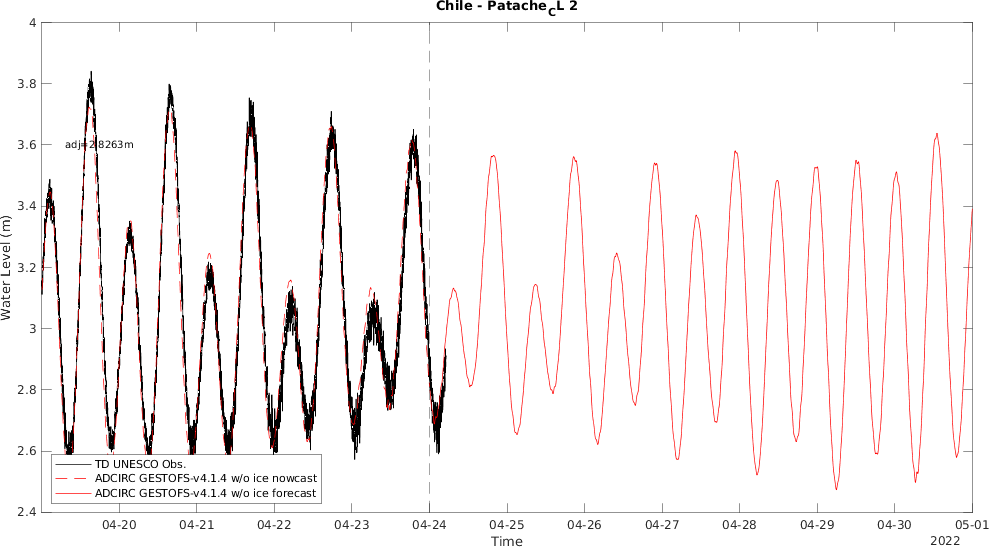 Chile - Patache_CL 2
4
3.8
3.6
3.4
3.2
3
2.8
2.6
2.4
Water Level (m)
adj=2.8263m
TD UNESCO Obs.
ADCIRC GESTOFS-v4.1.4 w/o ice nowcast
ADCIRC GESTOFS-v4.1.4 w/o ice forecast
04-20 04-21 04-22 04-23 04-24 04-25 04-26 04-27 04-28 04-29 04-30 05-01
Time
2022